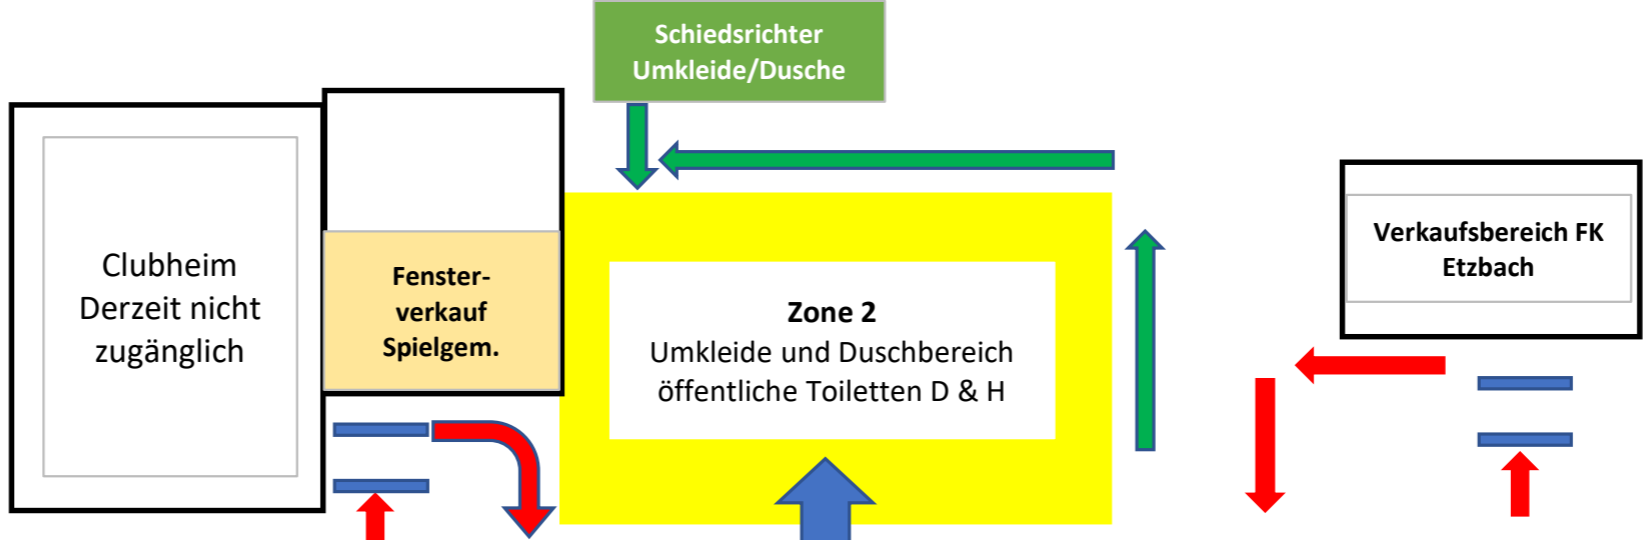 Schiedsrichter
Umkleide/Dusche
Clubheim
Derzeit nicht
zugänglich
Fenster-
verkauf
Spielgem.
Zone 2
Umkleide und Duschbereich
öffentliche Toiletten D & H
Verkaufsbereich FK
Etzbach